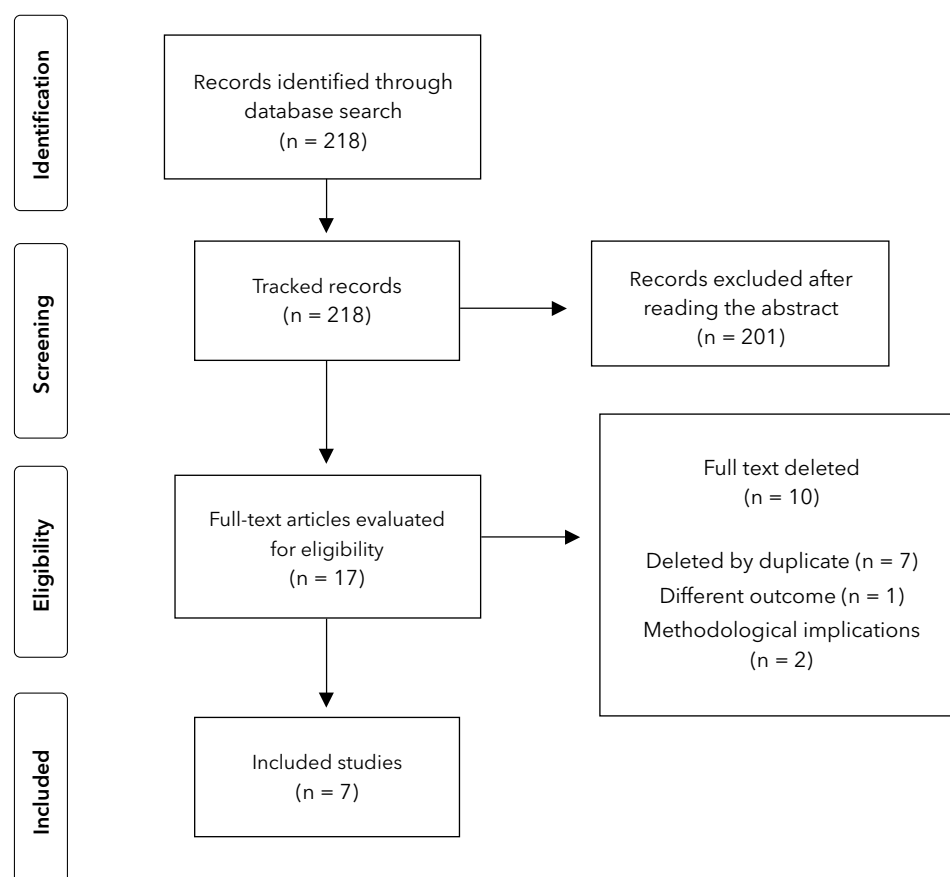 Identification
Records identified through
database search
(n = 218)
Screening
Tracked records
(n = 218)
Records excluded after
reading the abstract
(n = 201)
Eligibility
Full-text articles evaluated
for eligibility
(n = 17)
Full text deleted
(n = 10)
Deleted by duplicate (n = 7)
Different outcome (n = 1)
Methodological implications
(n = 2)
Included
Included studies
(n = 7)